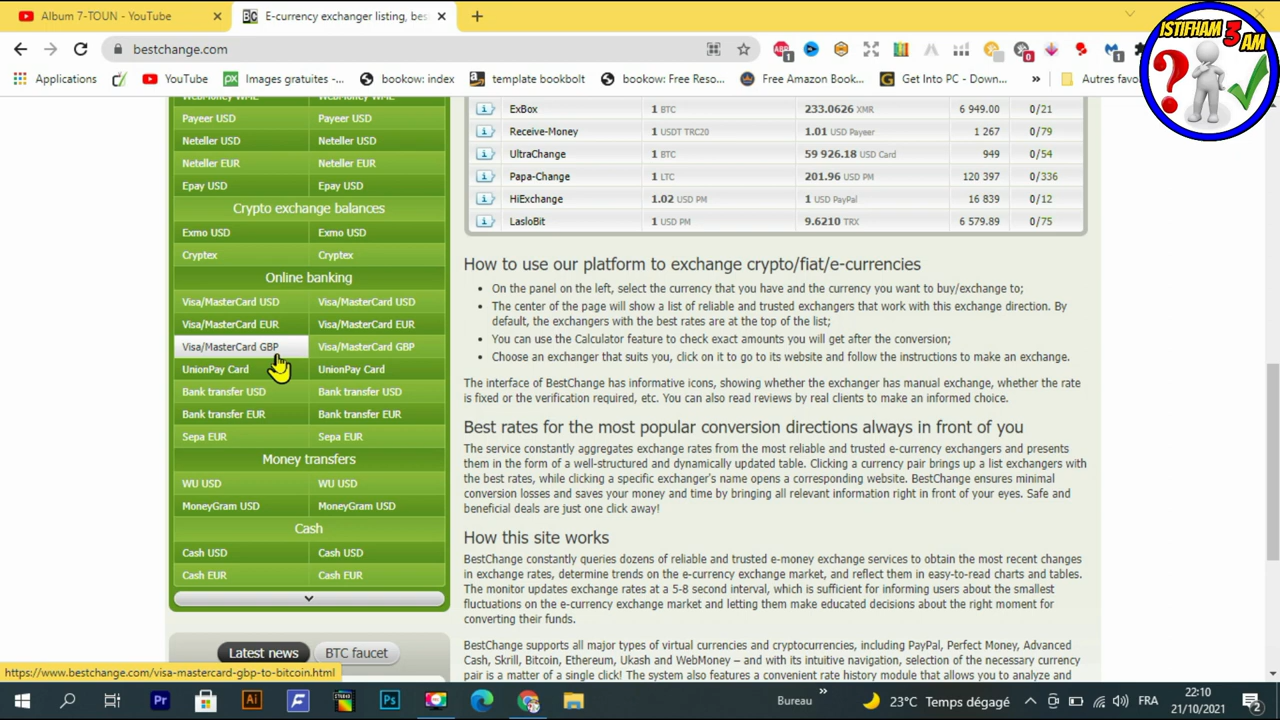 Album 7-TOUN - YouTube
E-currency exchanger listing, bes
ISTIFHAM 3 AM
bestchange.com
Applications
YouTube
Images gratuites -...
bookow: index
template bookbolt
bookow: Free Reso...
Free Amazon Book...
Get Into PC - Down...
Autres favo
WebMoney WME WebMoney WME
Payeer USD Payeer USD
Neteller USD Neteller USD
Neteller EUR Neteller EUR
Epay USD Epay USD
Crypto exchange balances
Exmo USD Exmo USD
Cryptex Cryptex
Online banking
Visa/MasterCard USD Visa/MasterCard USD
Visa/MasterCard EUR Visa/MasterCard EUR
Visa/MasterCard GBP Visa/MasterCard GBP
UnionPay Card UnionPay Card
Bank transfer USD Bank transfer USD
Bank transfer EUR Bank transfer EUR
Sepa EUR Sepa EUR
Money transfers
WU USD WU USD
MoneyGram USD MoneyGram USD
Cash
Cash USD Cash USD
Cash EUR Cash EUR
Latest news BTC faucet
ExBox 1 BTC 233.0626 XMR 6 949.00 0/21
Receive-Money 1 USDT TRC20 1.01 USD Payeer 1 267 0/79
UltraChange 1 BTC 59 926.18 USD Card 949 0/54
Papa-Change 1 LTC 201.96 USD PM 120 397 0/336
HiExchange 1.02 USD PM 1 USD PayPal 16 839 0/12
LasloBit 1 USD PM 9.6210 TRX 6 579.89 0/75
How to use our platform to exchange crypto/fiat/e-currencies
• On the panel on the left, select the currency that you have and the currency you want to buy/exchange to;
• The center of the page will show a list of reliable and trusted exchangers that work with this exchange direction. By
default, the exchangers with the best rates are at the top of the list;
• You can use the Calculator feature to check exact amounts you will get after the conversion;
• Choose an exchanger that suits you, click on it to go to its website and follow the instructions to make an exchange.
The interface of BestChange has informative icons, showing whether the exchanger has manual exchange, whether the rate
is fixed or the verification required, etc. You can also read reviews by real clients to make an informed choice.
Best rates for the most popular conversion directions always in front of you
The service constantly aggregates exchange rates from the most reliable and trusted e-currency exchangers and presents
them in the form of a well-structured and dynamically updated table. Clicking a currency pair brings up a list exchangers with
the best rates, while clicking a specific exchanger's name opens a corresponding website. BestChange ensures minimal
conversion losses and saves your money and time by bringing all relevant information right in front of your eyes. Safe and
beneficial deals are just one click away!
How this site works
BestChange constantly queries dozens of reliable and trusted e-money exchange services to obtain the most recent changes
in exchange rates, determine trends on the e-currency exchange market, and reflect them in easy-to-read charts and tables.
The monitor updates exchange rates at a 5-8 second interval, which is sufficient for informing users about the smallest
fluctuations on the e-currency exchange market and letting them make educated decisions about the right moment for
converting their funds.
BestChange supports all major types of virtual currencies and cryptocurrencies, including PayPal, Perfect Money, Advanced
Cash, Skrill, Bitcoin, Ethereum, Ukash and WebMoney – and with its intuitive navigation, selection of the necessary currency
pair is a matter of a single click! The system also features a convenient rate history module that allows you to analyze and
https://www.bestchange.com/visa-mastercard-gbp-to-bitcoin.html
Bureau
23°C Temps dégagé
FRA
22:10
21/10/2021